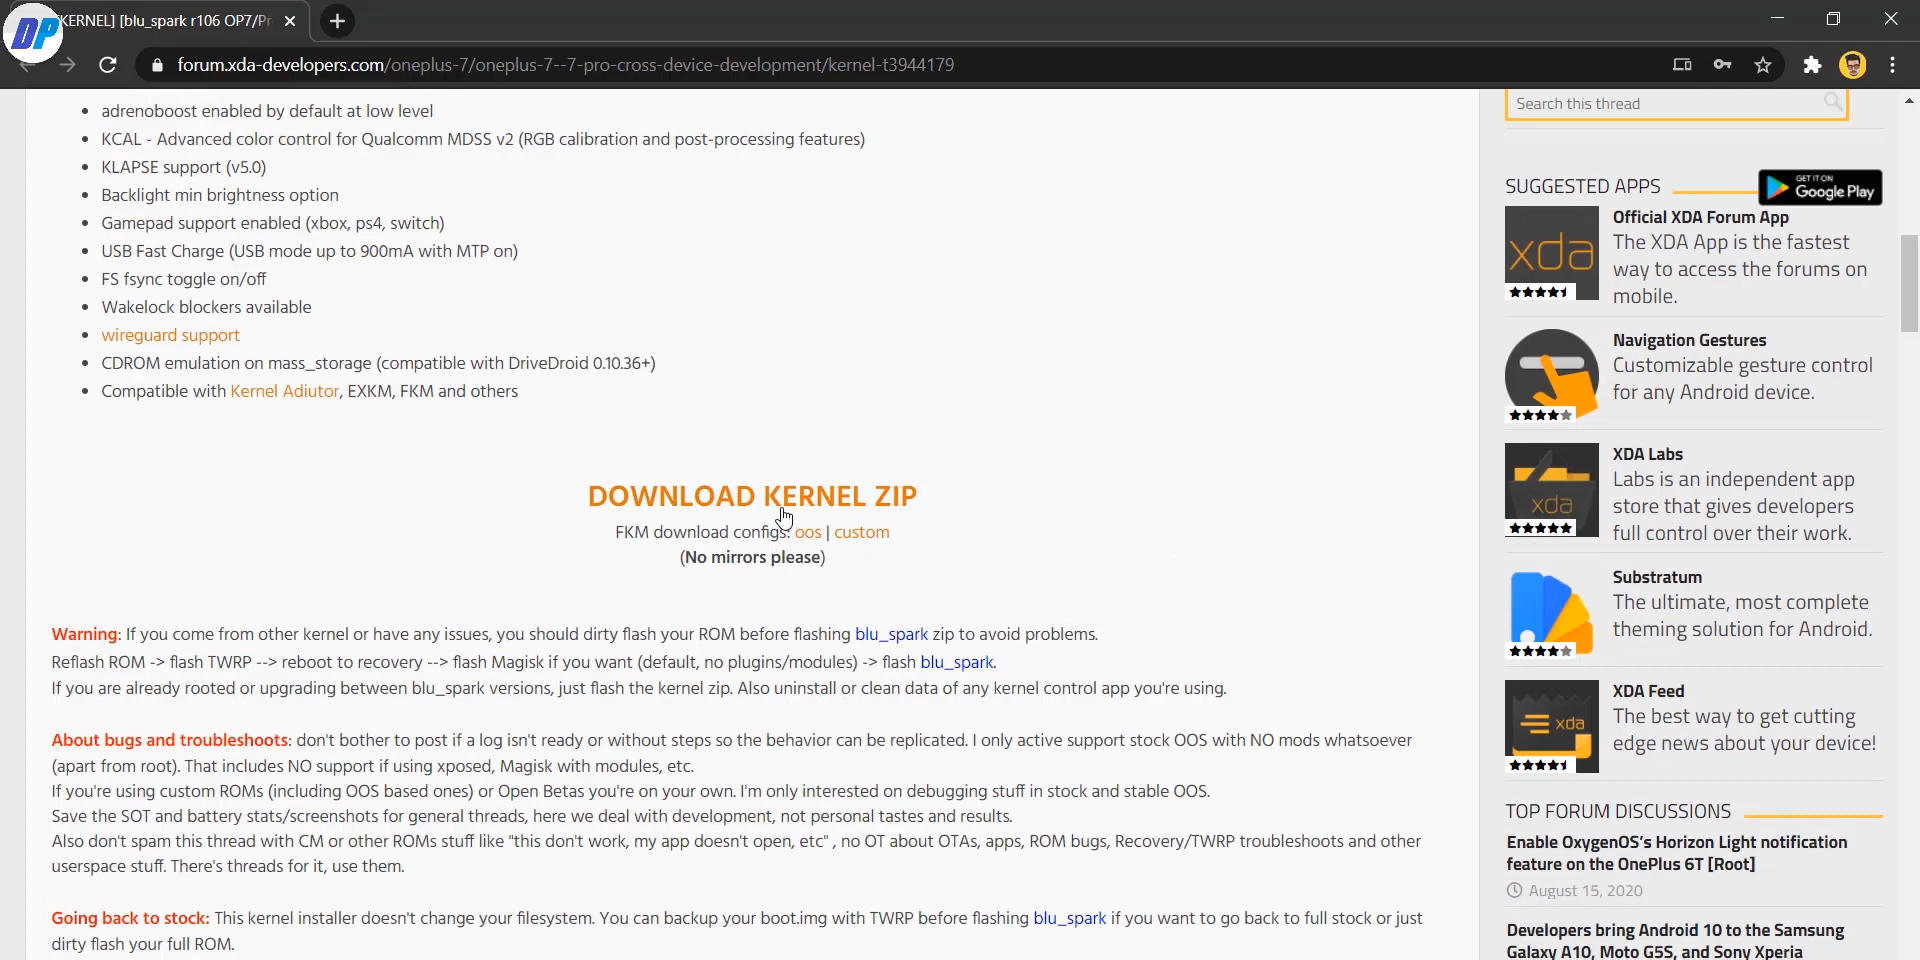 DP
KERNEL] [blu_spark r106 OP7/Pr
forum.xda-developers.com/oneplus-7/oneplus-7--7-pro-cross-device-development/kernel-t3944179
adrenoboost enabled by default at low level
KCAL - Advanced color control for Qualcomm MDSS v2 (RGB calibration and post-processing features)
KLAPSE support (v5.0)
Backlight min brightness option
Gamepad support enabled (xbox, ps4, switch)
USB Fast Charge (USB mode up to 900mA with MTP on)
FS fsync toggle on/off
Wakelock blockers available
wireguard support
CDROM emulation on mass_storage (compatible with DriveDroid 0.10.36+)
Compatible with Kernel Adiutor, EXKM, FKM and others
DOWNLOAD KERNEL ZIP
FKM download configs: oos | custom
(No mirrors please)
Warning: If you come from other kernel or have any issues, you should dirty flash your ROM before flashing blu_spark zip to avoid problems.
Reflash ROM -> flash TWRP --> reboot to recovery --> flash Magisk if you want (default, no plugins/modules) -> flash blu_spark.
If you are already rooted or upgrading between blu_spark versions, just flash the kernel zip. Also uninstall or clean data of any kernel control app you're using.
About bugs and troubleshoots: don't bother to post if a log isn't ready or without steps so the behavior can be replicated. I only active support stock OOS with NO mods whatsoever
(apart from root). That includes NO support if using xposed, Magisk with modules, etc.
If you're using custom ROMs (including OOS based ones) or Open Betas you're on your own. I'm only interested on debugging stuff in stock and stable OOS.
Save the SOT and battery stats/screenshots for general threads, here we deal with development, not personal tastes and results.
Also don't spam this thread with CM or other ROMs stuff like "this don't work, my app doesn't open, etc" , no OT about OTAs, apps, ROM bugs, Recovery/TWRP troubleshoots and other
userspace stuff. There's threads for it, use them.
Going back to stock: This kernel installer doesn't change your filesystem. You can backup your boot.img with TWRP before flashing blu_spark if you want to go back to full stock or just
dirty flash your full ROM.
Search this thread
SUGGESTED APPS
GET IT ON
Google Play
xda
Official XDA Forum App
The XDA App is the fastest
way to access the forums on
mobile.
Navigation Gestures
Customizable gesture control
for any Android device.
xda
XDA Labs
Labs is an independent app
store that gives developers
full control over their work.
Substratum
The ultimate, most complete
theming solution for Android.
xda
XDA Feed
The best way to get cutting
edge news about your device!
TOP FORUM DISCUSSIONS
Enable OxygenOS's Horizon Light notification
feature on the OnePlus 6T [Root]
August 15, 2020
Developers bring Android 10 to the Samsung
Galaxy A10, Moto G5S, and Sony Xperia